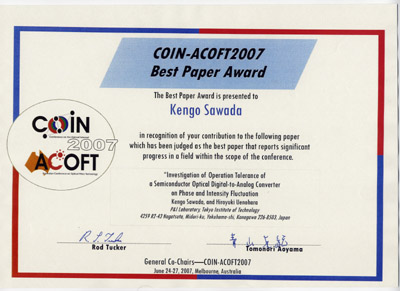 COIN-ACOFT2007
Best Paper Award
The Best Paper Award is presented to
Kengo Sawada
in recognition of your contribution to the following paper
which has been judged as the best paper that reports significant
progress in a field within the scope of the conference.
"Investigation of Operation Tolerance of
a Semiconductor Optical Digital-to-Analog Converter
on Phase and Intensity Fluctuation
Kengo Sawada, and Hiroyuki Uenohara
P&I Laboratory, Tokyo Institute of Technology
4259 R2-43 Nagatsuta, Midori-ku, Yokohama-shi, Kanagawa 226-8503, Japan
COIN
2007
ACOFT
Rod Tucker
Tomonori Aoyama
General Co-Chairs—COIN-ACOFT2007
June 24-27, 2007, Melbourne, Australia